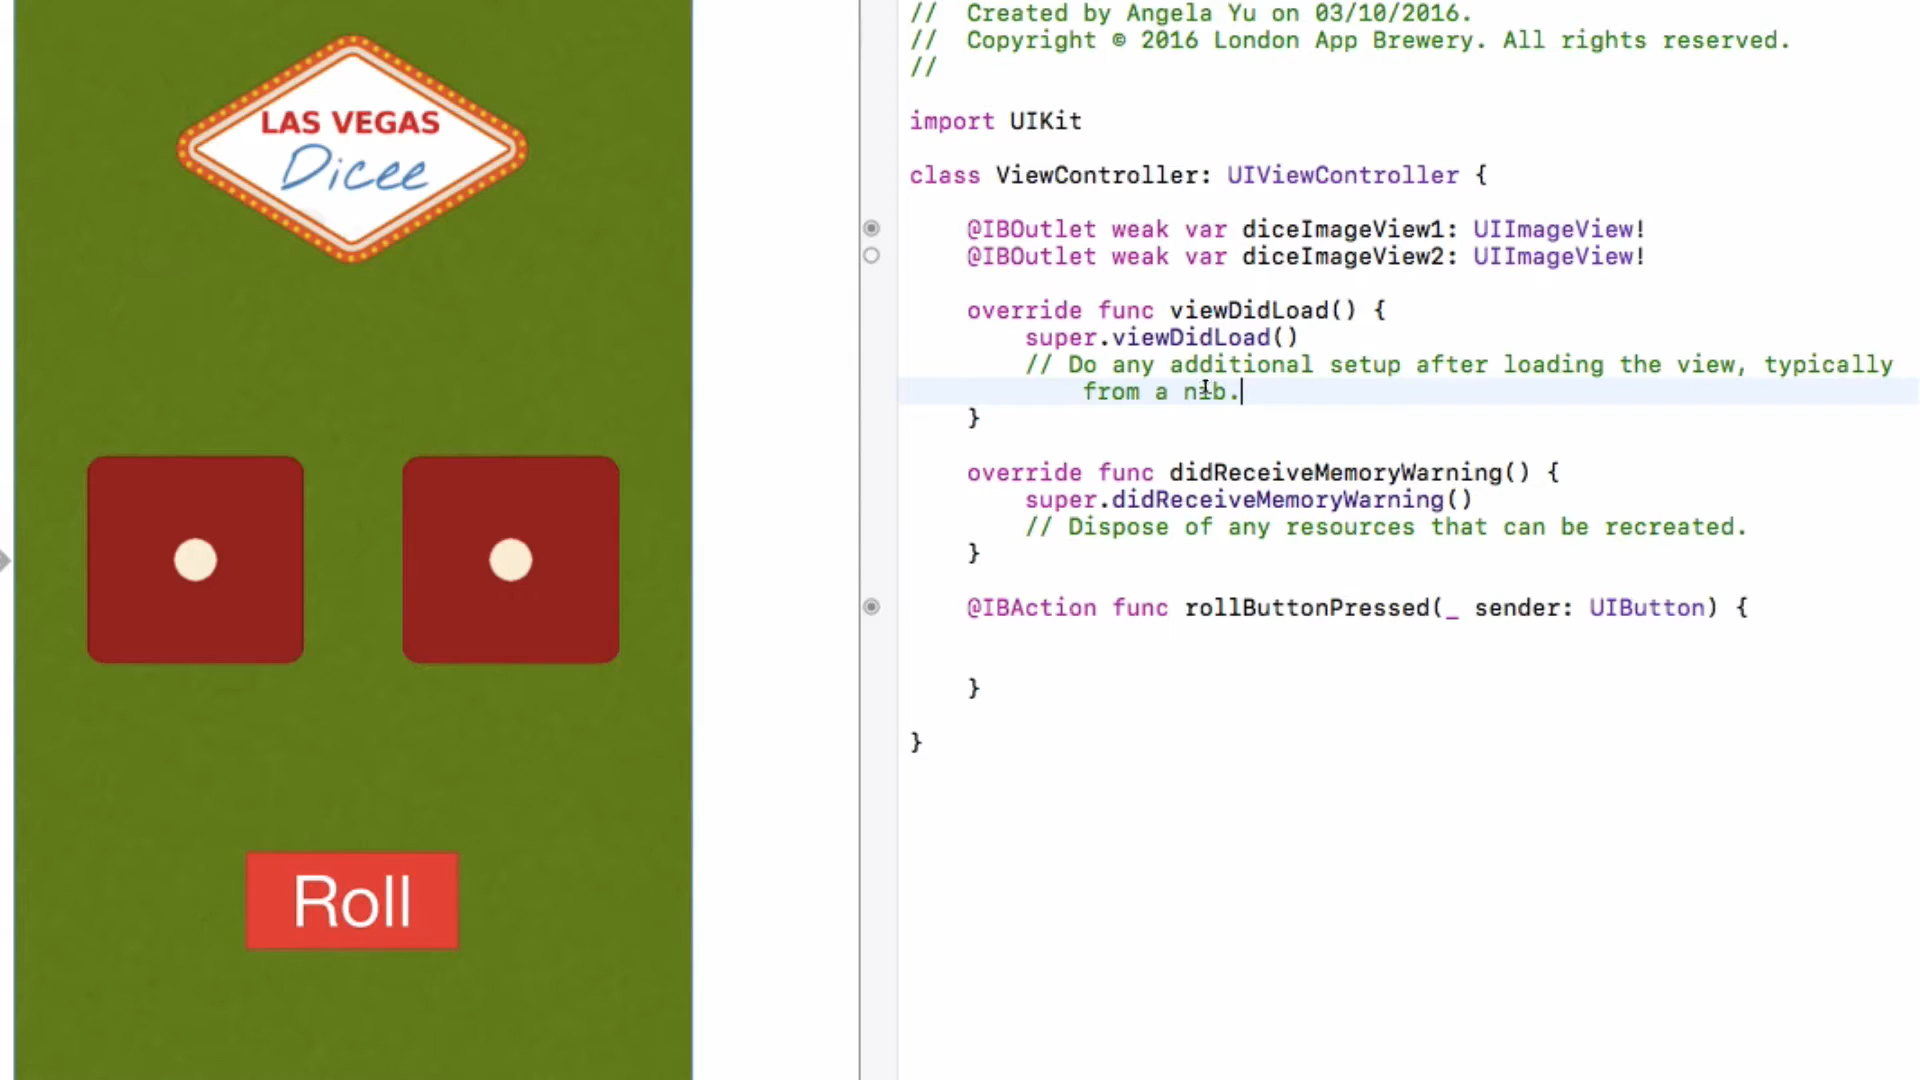 LAS VEGAS
Dicee
Roll
//  Created by Angela Yu on 03/10/2016.
//  Copyright © 2016 London App Brewery. All rights reserved.
//
import UIKit
class ViewController: UIViewController {
@IBOutlet weak var diceImageView1: UIImageView!
@IBOutlet weak var diceImageView2: UIImageView!
override func viewDidLoad() {
super.viewDidLoad()
// Do any additional setup after loading the view, typically
from a nib.
}
override func didReceiveMemoryWarning() {
super.didReceiveMemoryWarning()
// Dispose of any resources that can be recreated.
}
@IBAction func rollButtonPressed(_ sender: UIButton) {
}
}